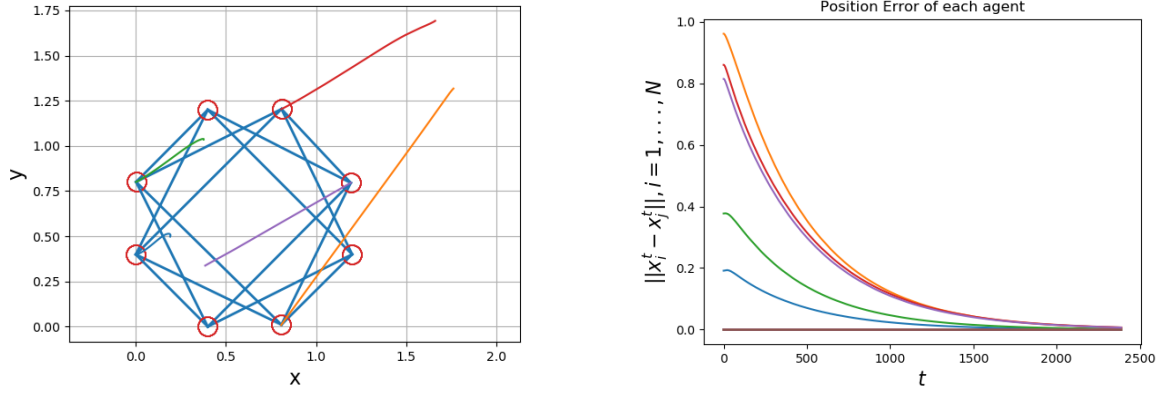 1.75
1.50
1.25
1.00
0.75
0.50
0.25
0.00
y
0.0 0.5 1.0 1.5 2.0
x
Position Error of each agent
1.0
0.8
0.6
0.4
0.2
0.0
||x_i^t − x_j^t||, i = 1, . . . , N
0 500 1000 1500 2000 2500
t